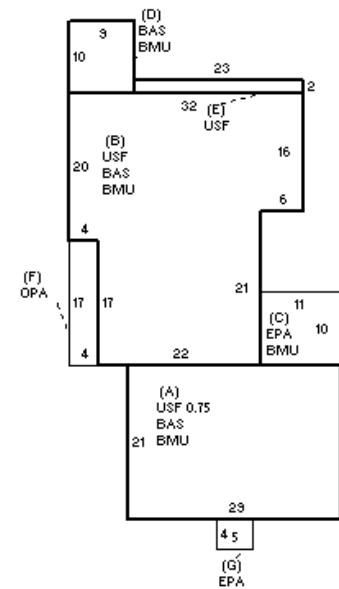 (D)
9
BAS
BMU
10
23
2
32
(E)
USF
(B)
USF
BAS
BMU
20
16
6
4
(F)
OPA
17
17
21
11
(C)
EPA
BMU
10
4
22
(A)
USF 0.75
BAS
BMU
21
29
4
5
(G)
EPA